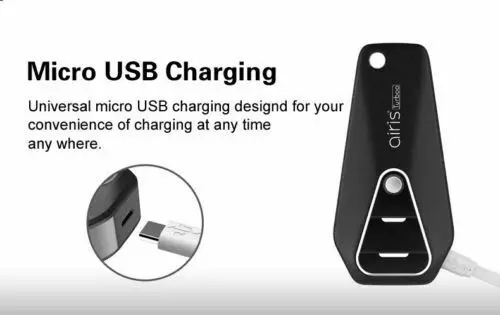 Micro USB Charging
Universal micro USB charging designd for your
convenience of charging at any time
any where.
airis
Turboo